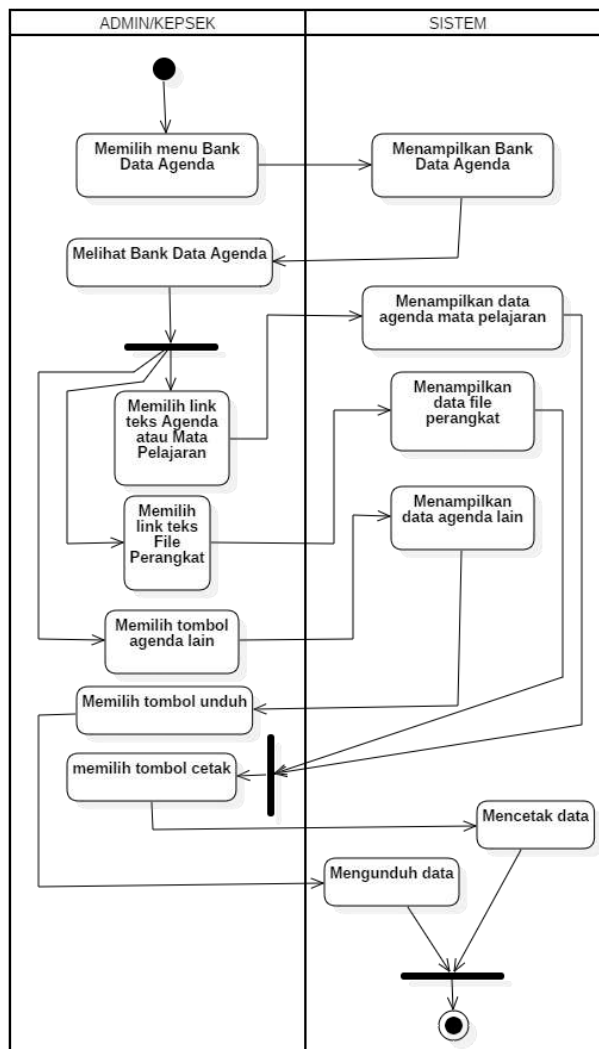 ADMIN/KEPSEK
SISTEM
Memilih menu Bank
Data Agenda
Menampilkan Bank
Data Agenda
Melihat Bank Data Agenda
Menampilkan data
agenda mata pelajaran
Menampilkan
data file
perangkat
Memilih link
teks Agenda
atau Mata
Pelajaran
Memilih
link teks
File
Perangkat
Menampilkan
data agenda lain
Memilih tombol
agenda lain
Memilih tombol unduh
memilih tombol cetak
Mencetak data
Mengunduh data